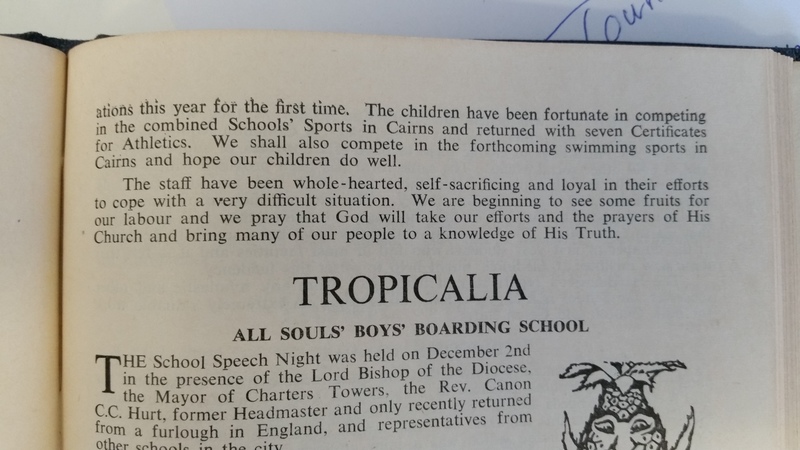 Town
ations this year for the first time. The children have been fortunate in competing
in the combined Schools' Sports in Cairns and returned with seven Certificates
for Athletics. We shall also compete in the forthcoming swimming sports in
Cairns and hope our children do well.
The staff have been whole-hearted, self-sacrificing and loyal in their efforts
to cope with a very difficult situation. We are beginning to see some fruits for
our labour and we pray that God will take our efforts and the prayers of His
Church and bring many of our people to a knowledge of His Truth.
TROPICALIA
ALL SOULS' BOYS' BOARDING SCHOOL
THE School Speech Night was held on December 2nd
in the presence of the Lord Bishop of the Diocese,
the Mayor of Charters Towers, the Rev. Canon
C.C. Hurt, former Headmaster and only recently returned
from a furlough in England, and representatives from
other schools in the city.